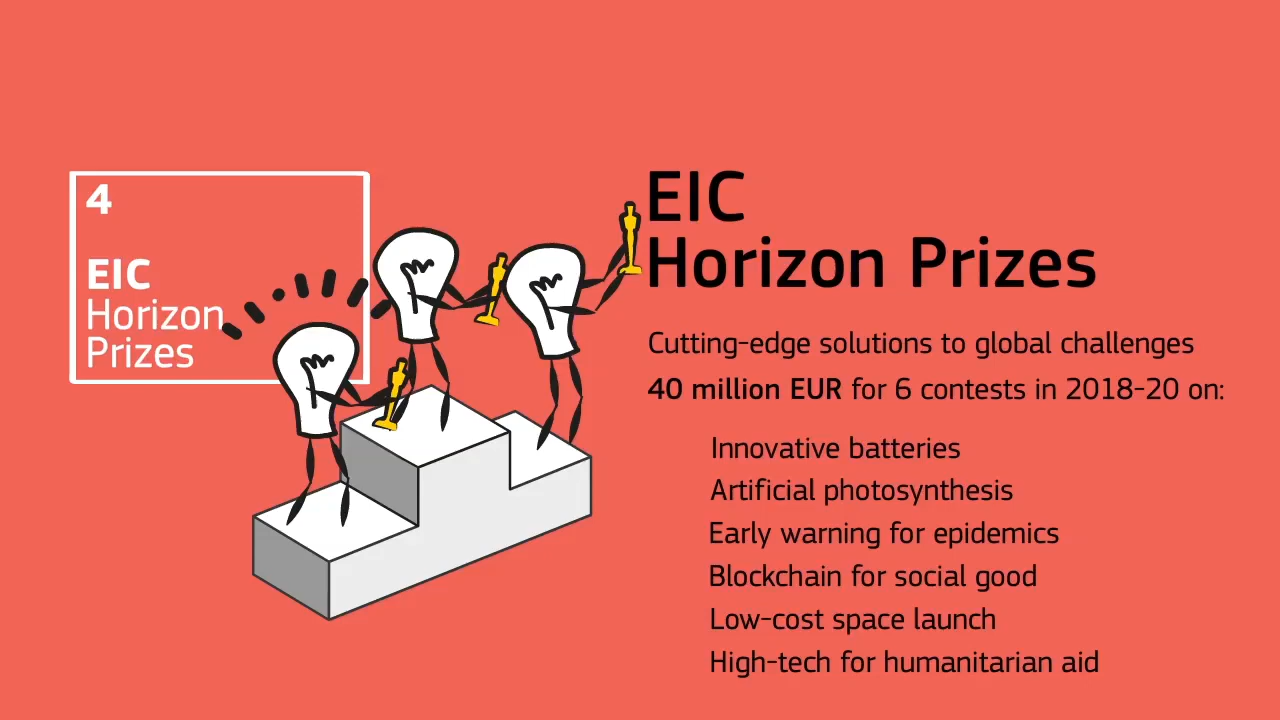 4
EIC
Horizon
Prizes
EIC
Horizon Prizes
Cutting-edge solutions to global challenges
40 million EUR for 6 contests in 2018-20 on:
Innovative batteries
Artificial photosynthesis
Early warning for epidemics
Blockchain for social good
Low-cost space launch
High-tech for humanitarian aid